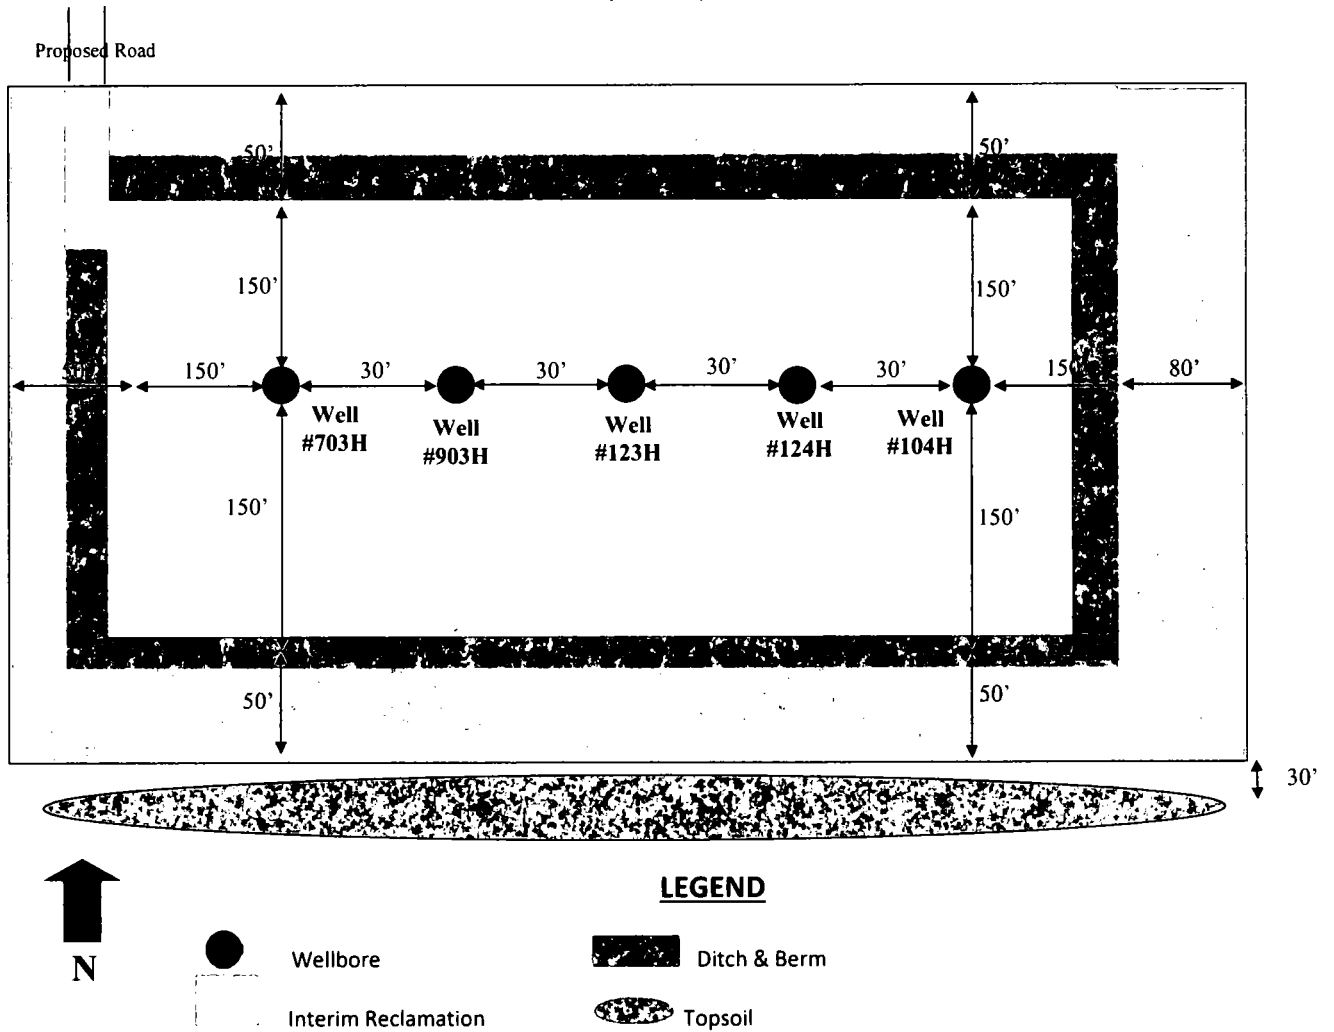 Proposed Road
50' 50'
150' 150'
150' 30' 30' 30' 30' 80'
Well
#703H
Well
#903H
Well
#123H
Well
#124H
Well
#104H
150' 150'
50' 50'
30'
LEGEND
N
Wellbore
Ditch & Berm
Interim Reclamation
Topsoil